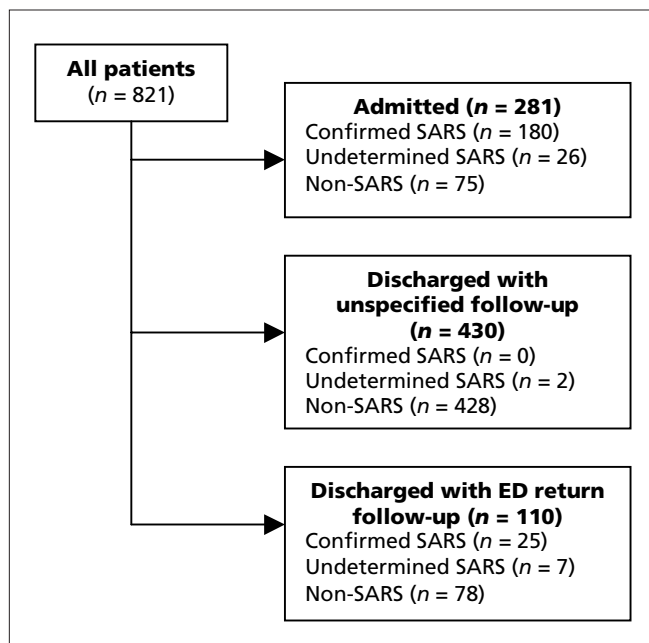 All patients
(n = 821)
Admitted (n = 281)
Confirmed SARS (n = 180)
Undetermined SARS (n = 26)
Non-SARS (n = 75)
Discharged with
unspecified follow-up
(n = 430)
Confirmed SARS (n = 0)
Undetermined SARS (n = 2)
Non-SARS (n = 428)
Discharged with ED return
follow-up (n = 110)
Confirmed SARS (n = 25)
Undetermined SARS (n = 7)
Non-SARS (n = 78)